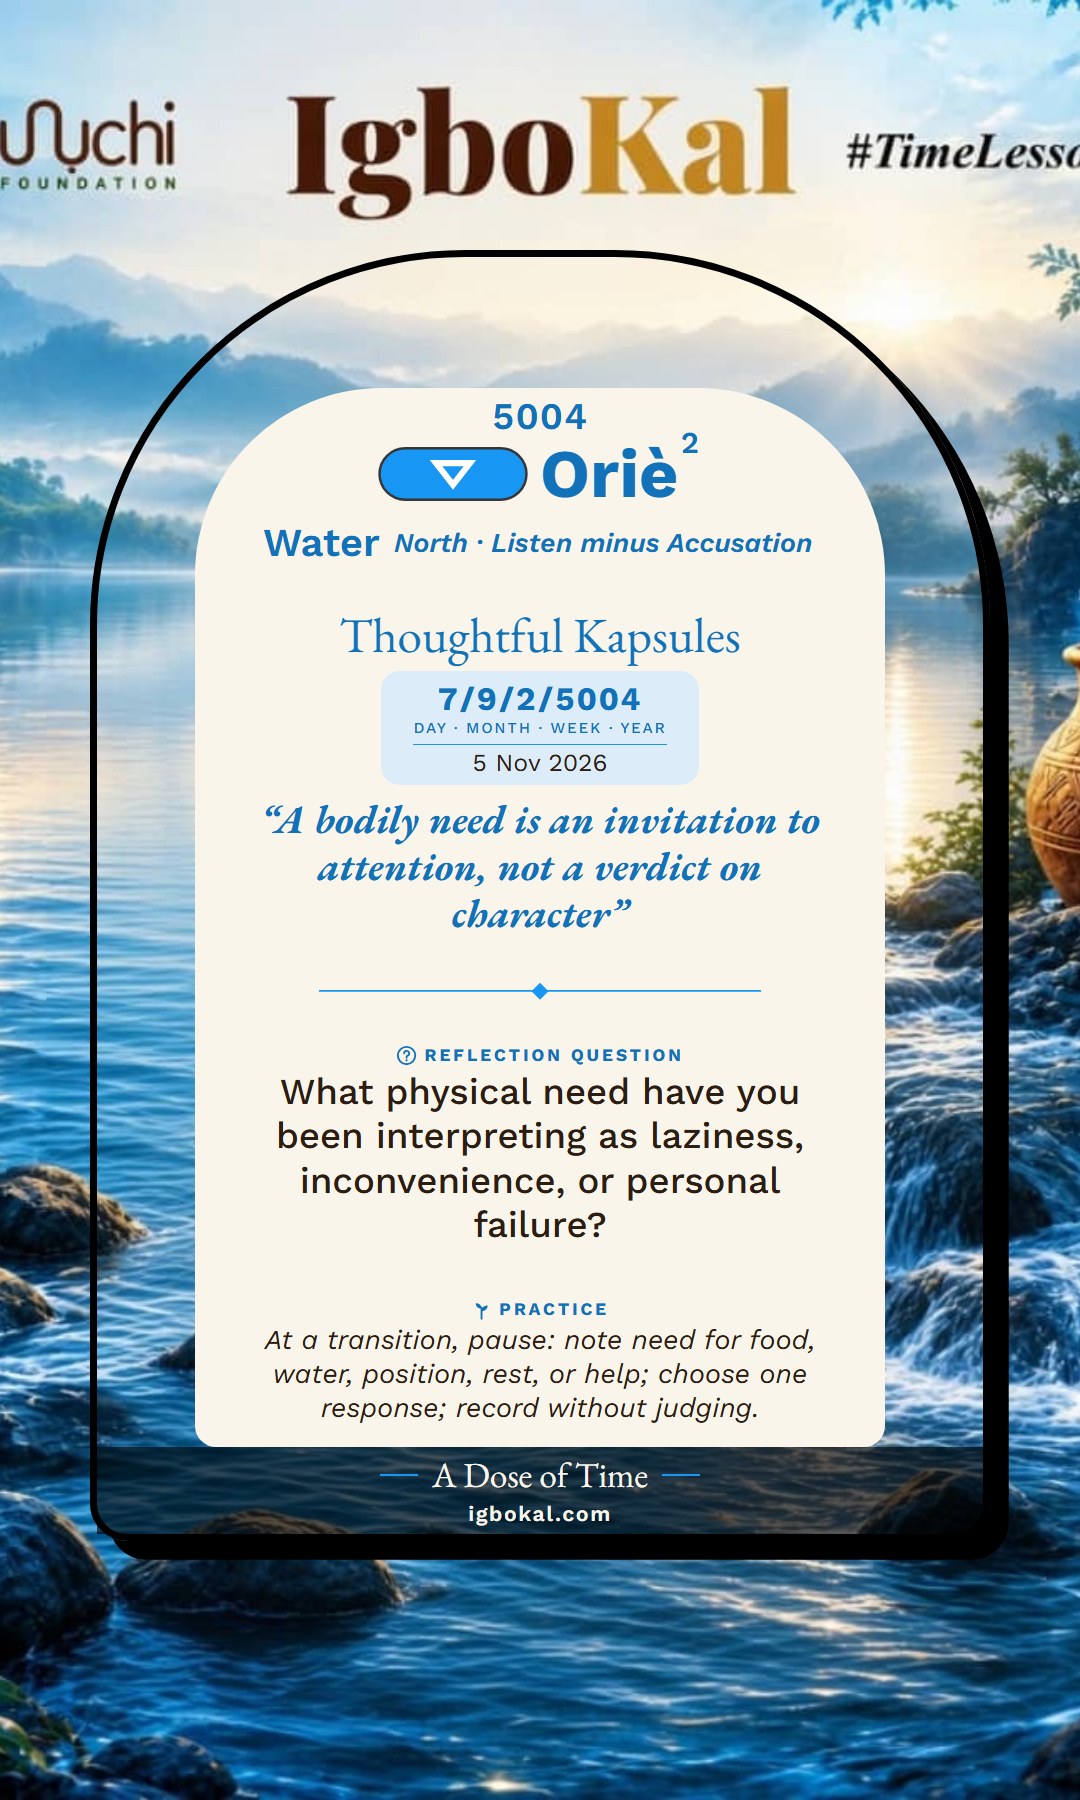 uchi
FOUNDATION
IgboKal
#TimeLesso
5004
Oriè²
Water North · Listen minus Accusation
Thoughtful Kapsules
7/9/2/5004
DAY · MONTH · WEEK · YEAR
5 Nov 2026
“A bodily need is an invitation to
attention, not a verdict on
character”
REFLECTION QUESTION
What physical need have you
been interpreting as laziness,
inconvenience, or personal
failure?
PRACTICE
At a transition, pause: note need for food,
water, position, rest, or help; choose one
response; record without judging.
A Dose of Time
igbokal.com